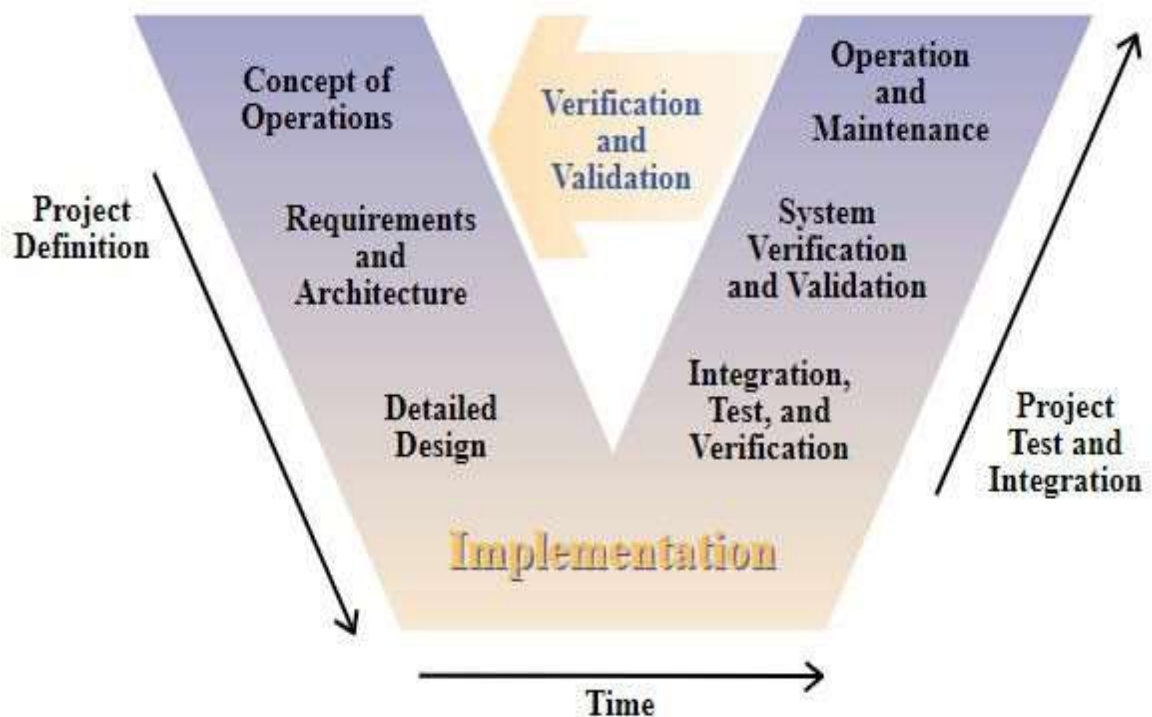 Concept of
Operations
Verification
and
Validation
Operation
and
Maintenance
Project
Definition
Requirements
and
Architecture
System
Verification
and Validation
Detailed
Design
Integration,
Test, and
Verification
Project
Test and
Integration
Implementation
Time